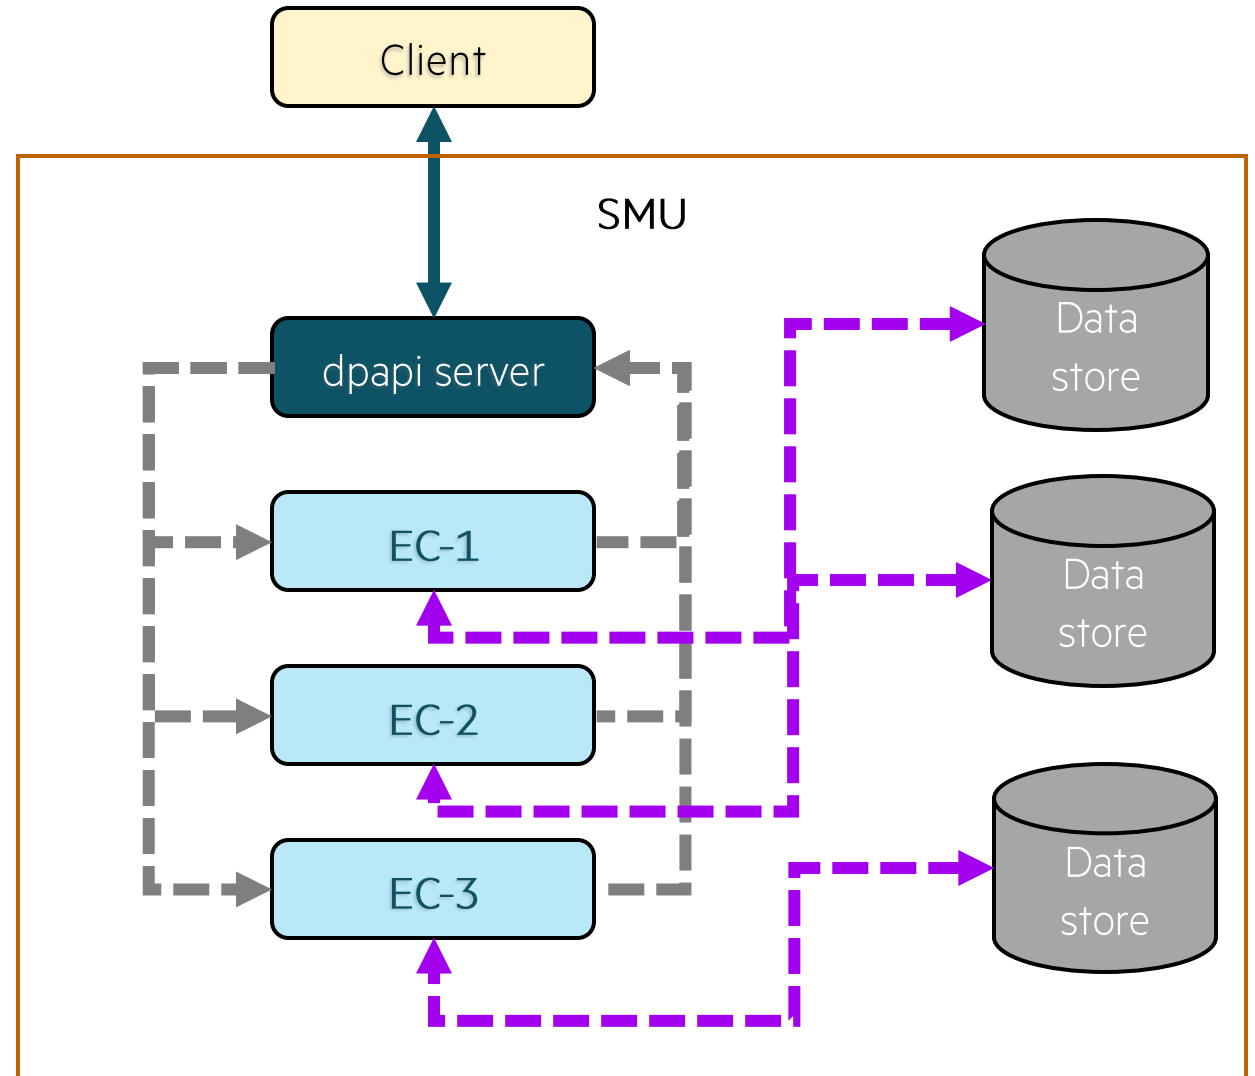 Client
SMU
Data
store
dpapi server
EC-1
Data
store
EC-2
Data
store
EC-3